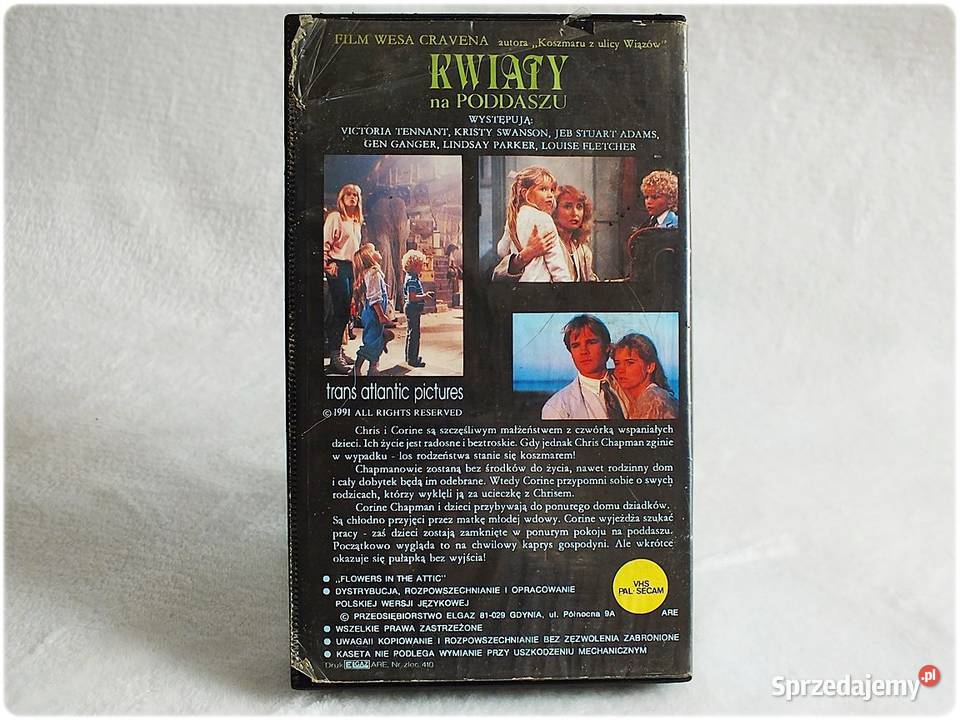 FILM WESA CRAVENA autora „Koszmaru z ulicy Wiązów”
KWIATY
na PODDASZU
WYSTĘPUJĄ:
VICTORIA TENNANT, KRISTY SWANSON, JEB STUART ADAMS,
GEN GANGER, LINDSAY PARKER, LOUISE FLETCHER
trans atlantic pictures
© 1991 ALL RIGHTS RESERVED
Chris i Corine są szczęśliwym małżeństwem z czwórką wspaniałych
dzieci. Ich życie jest radosne i beztroskie. Gdy jednak Chris Chapman zginie
w wypadku - los rodzeństwa stanie się koszmarem!
Chapmanowie zostaną bez środków do życia, nawet rodzinny dom
i cały dobytek będą im odebrane. Wtedy Corine przypomni sobie o swych
rodzicach, którzy wyklęli ją za ucieczkę z Chrisem.
Corine Chapman i dzieci przybywają do ponurego domu dziadków.
Są chłodno przyjęci przez matkę młodej wdowy. Corine wyjeżdża szukać
pracy - zaś dzieci zostają zamknięte w ponurym pokoju na poddaszu.
Początkowo wygląda to na chwilowy kaprys gospodyni. Ale wkrótce
okazuje się pułapką bez wyjścia!
„FLOWERS IN THE ATTIC”
DYSTRYBUCJA, ROZPOWSZECHNIANIE I OPRACOWANIE
POLSKIEJ WERSJI JĘZYKOWEJ
© PRZEDSIĘBIORSTWO ELGAZ 81-029 GDYNIA, ul. Północna 9A
ARE
VHS
PAL-SECAM
WSZELKIE PRAWA ZASTRZEŻONE
UWAGA!! KOPIOWANIE I ROZPOWSZECHNIANIE BEZ ZEZWOLENIA ZABRONIONE
KASETA NIE PODLEGA WYMIANIE PRZY USZKODZENIU MECHANICZNYM
Druk ELGAZ ARE, Nr. zlec. 410
Sprzedajemy.pl